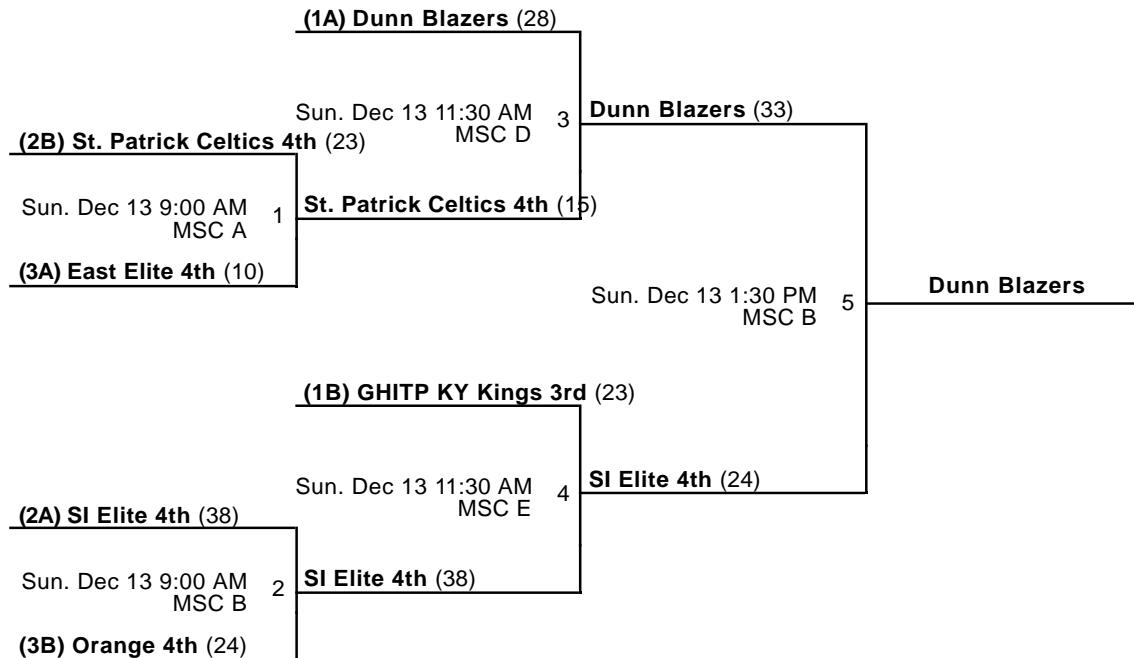 (1A) Dunn Blazers (28)
Sun. Dec 13 11:30 AM
MSC D
3
Dunn Blazers (33)
(2B) St. Patrick Celtics 4th (23)
Sun. Dec 13 9:00 AM
MSC A
1
St. Patrick Celtics 4th (15)
(3A) East Elite 4th (10)
Sun. Dec 13 1:30 PM
MSC B
5
Dunn Blazers
(1B) GHITP KY Kings 3rd (23)
Sun. Dec 13 11:30 AM
MSC E
4
SI Elite 4th (24)
(2A) SI Elite 4th (38)
Sun. Dec 13 9:00 AM
MSC B
2
SI Elite 4th (38)
(3B) Orange 4th (24)